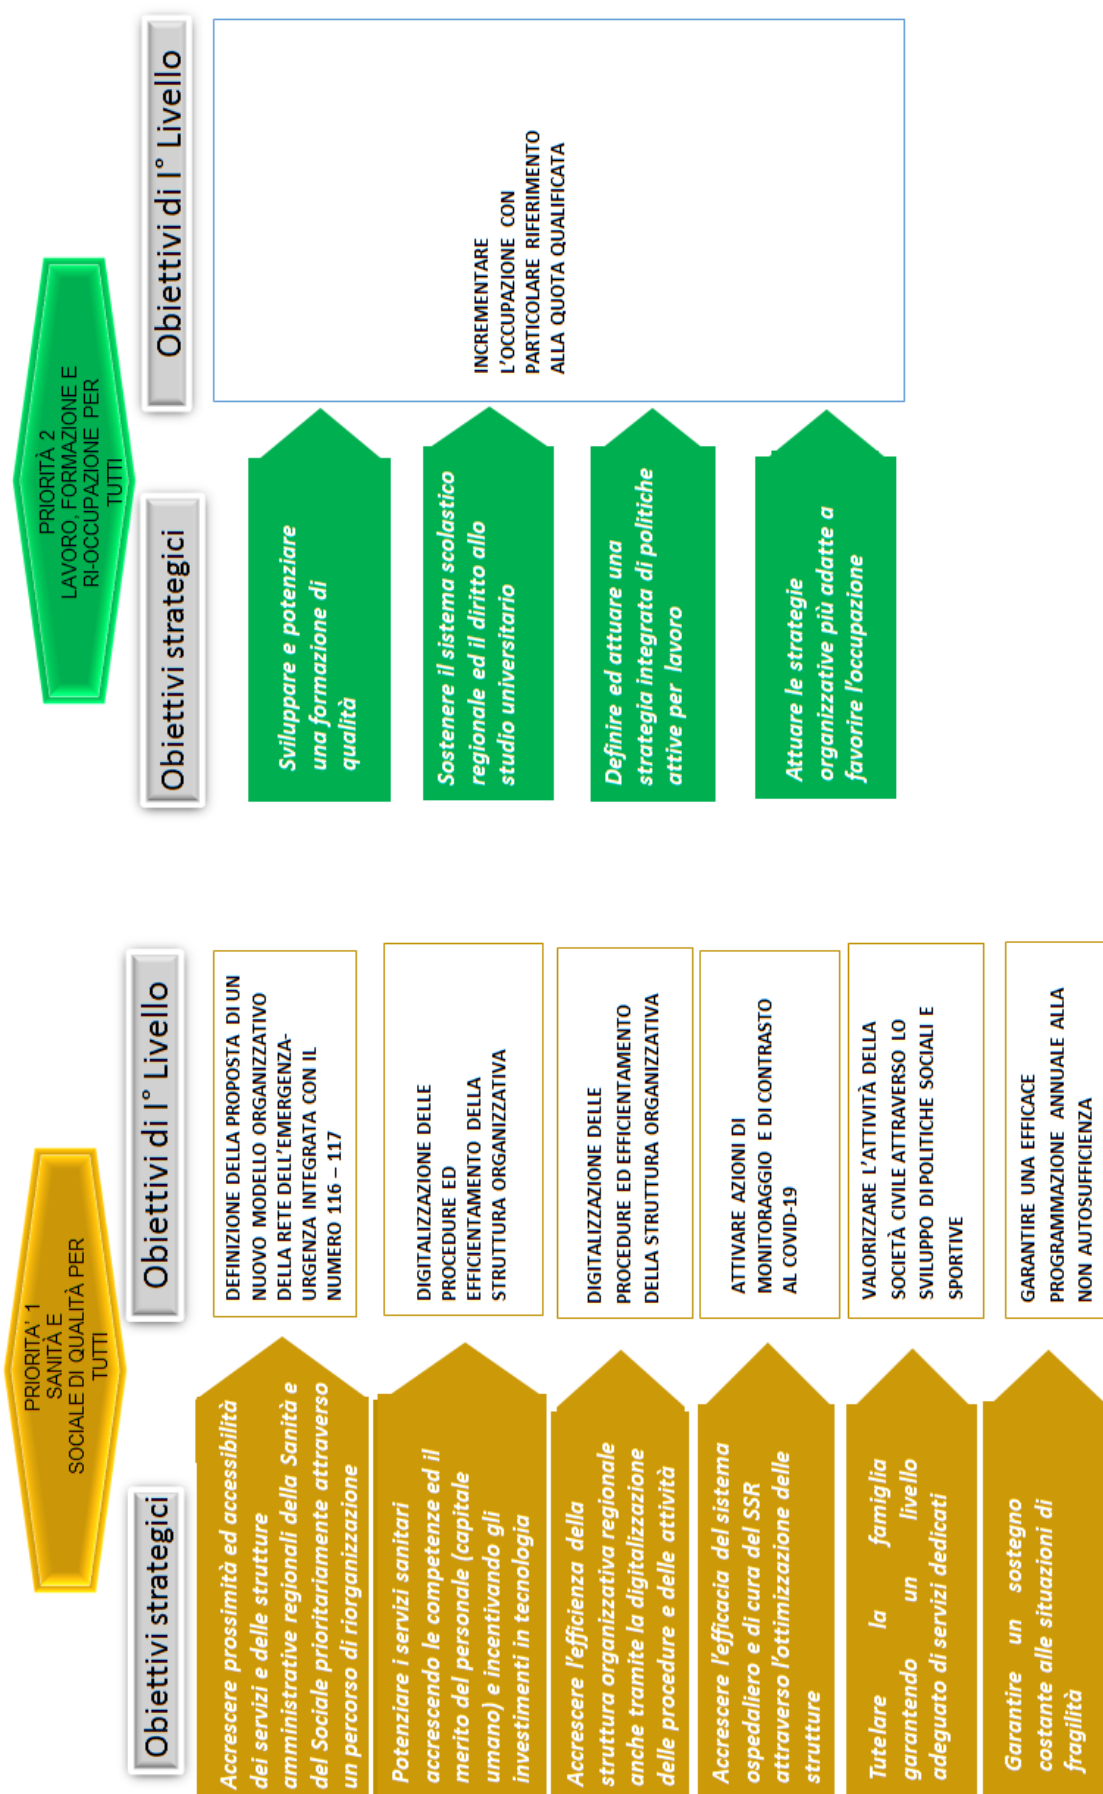 PRIORITA' 1
SANITÀ E
SOCIALE DI QUALITÀ PER
TUTTI
Obiettivi strategici
Obiettivi di I° Livello
Accrescere prossimità ed accessibilità
dei servizi e delle strutture
amministrative regionali della Sanità e
del Sociale prioritariamente attraverso
un percorso di riorganizzazione
DEFINIZIONE DELLA PROPOSTA DI UN
NUOVO MODELLO ORGANIZZATIVO
DELLA RETE DELL'EMERGENZA-
URGENZA INTEGRATA CON IL
NUMERO 116 – 117
Potenziare i servizi sanitari
accrescendo le competenze ed il
merito del personale (capitale
umano) e incentivando gli
investimenti in tecnologia
DIGITALIZZAZIONE DELLE
PROCEDURE ED
EFFICIENTAMENTO DELLA
STRUTTURA ORGANIZZATIVA
Accrescere l'efficienza della
struttura organizzativa regionale
anche tramite la digitalizzazione
delle procedure e delle attività
DIGITALIZZAZIONE DELLE
PROCEDURE ED EFFICIENTAMENTO
DELLA STRUTTURA ORGANIZZATIVA
Accrescere l'efficacia del sistema
ospedaliero e di cura del SSR
attraverso l'ottimizzazione delle
strutture
ATTIVARE AZIONI DI
MONITORAGGIO E DI CONTRASTO
AL COVID-19
Tutelare la famiglia
garantendo un livello
adeguato di servizi dedicati
VALORIZZARE L'ATTIVITÀ DELLA
SOCIETÀ CIVILE ATTRAVERSO LO
SVILUPPO DI POLITICHE SOCIALI E
SPORTIVE
Garantire un sostegno
costante alle situazioni di
fragilità
GARANTIRE UNA EFFICACE
PROGRAMMAZIONE ANNUALE ALLA
NON AUTOSUFFICIENZA
PRIORITÀ 2
LAVORO, FORMAZIONE E
RI-OCCUPAZIONE PER
TUTTI
Obiettivi strategici
Obiettivi di I° Livello
Sviluppare e potenziare
una formazione di
qualità
Sostenere il sistema scolastico
regionale ed il diritto allo
studio universitario
Definire ed attuare una
strategia integrata di politiche
attive per lavoro
Attuare le strategie
organizzative più adatte a
favorire l'occupazione
INCREMENTARE
L'OCCUPAZIONE CON
PARTICOLARE RIFERIMENTO
ALLA QUOTA QUALIFICATA